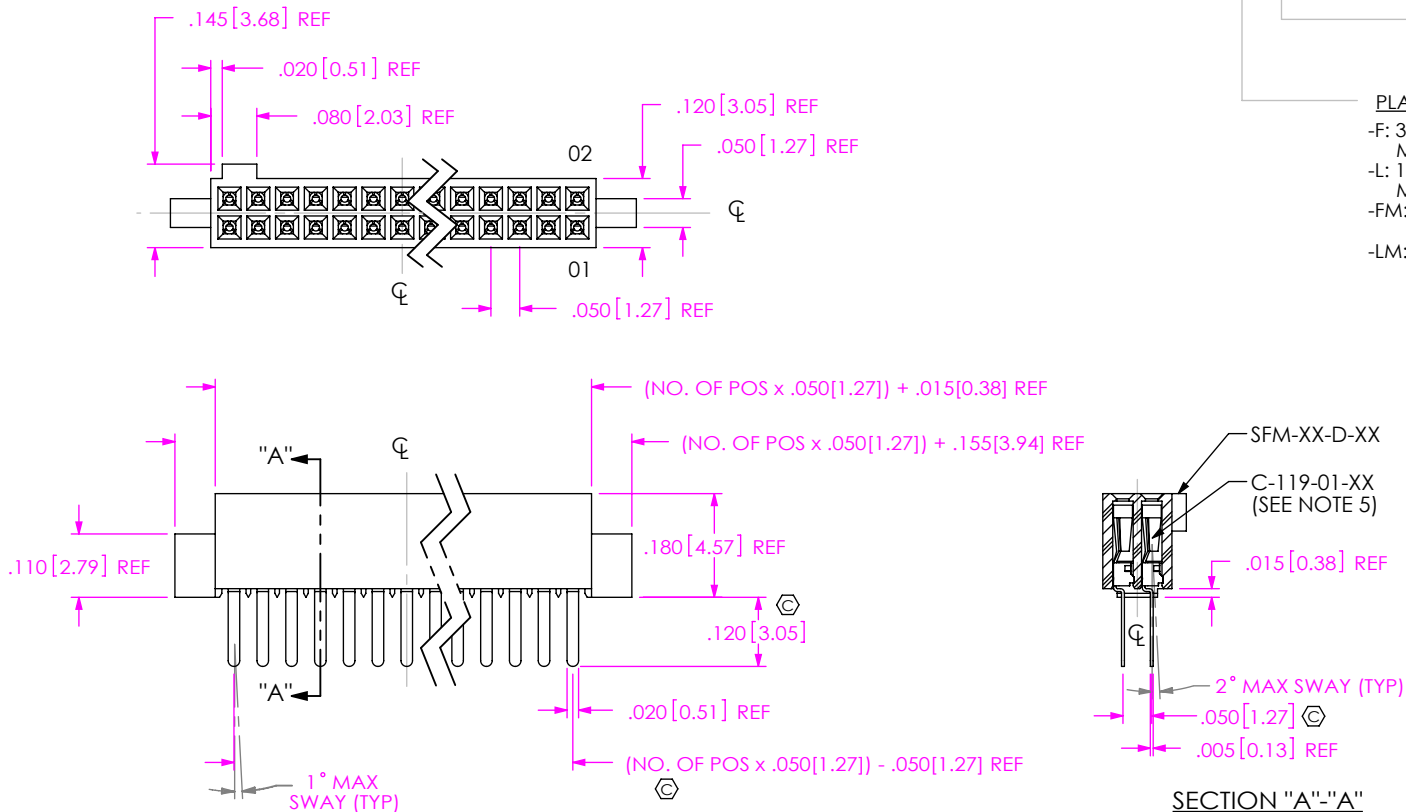 .145[3.68] REF
.020[0.51] REF
.080[2.03] REF
.120[3.05] REF
.050[1.27] REF
02
℄
01
℄
.050[1.27] REF
PLA
-F: 3
M
-L: 1
M
-FM:
-LM:
(NO. OF POS x .050[1.27]) + .015[0.38] REF
(NO. OF POS x .050[1.27]) + .155[3.94] REF
"A"
℄
.110[2.79] REF
.180[4.57] REF
Ⓒ
.120[3.05]
"A"
.020[0.51] REF
(NO. OF POS x .050[1.27]) - .050[1.27] REF
Ⓒ
1° MAX
SWAY (TYP)
SFM-XX-D-XX
C-119-01-XX
(SEE NOTE 5)
.015[0.38] REF
℄
2° MAX SWAY (TYP)
.050[1.27] Ⓒ
.005[0.13] REF
SECTION "A"-"A"